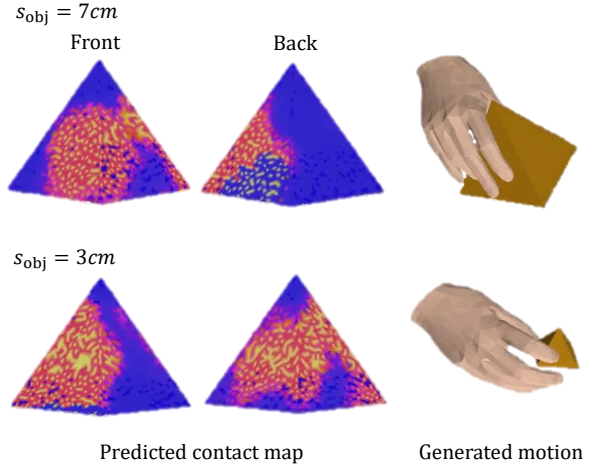 s_obj = 7cm
Front Back
s_obj = 3cm
Predicted contact map Generated motion